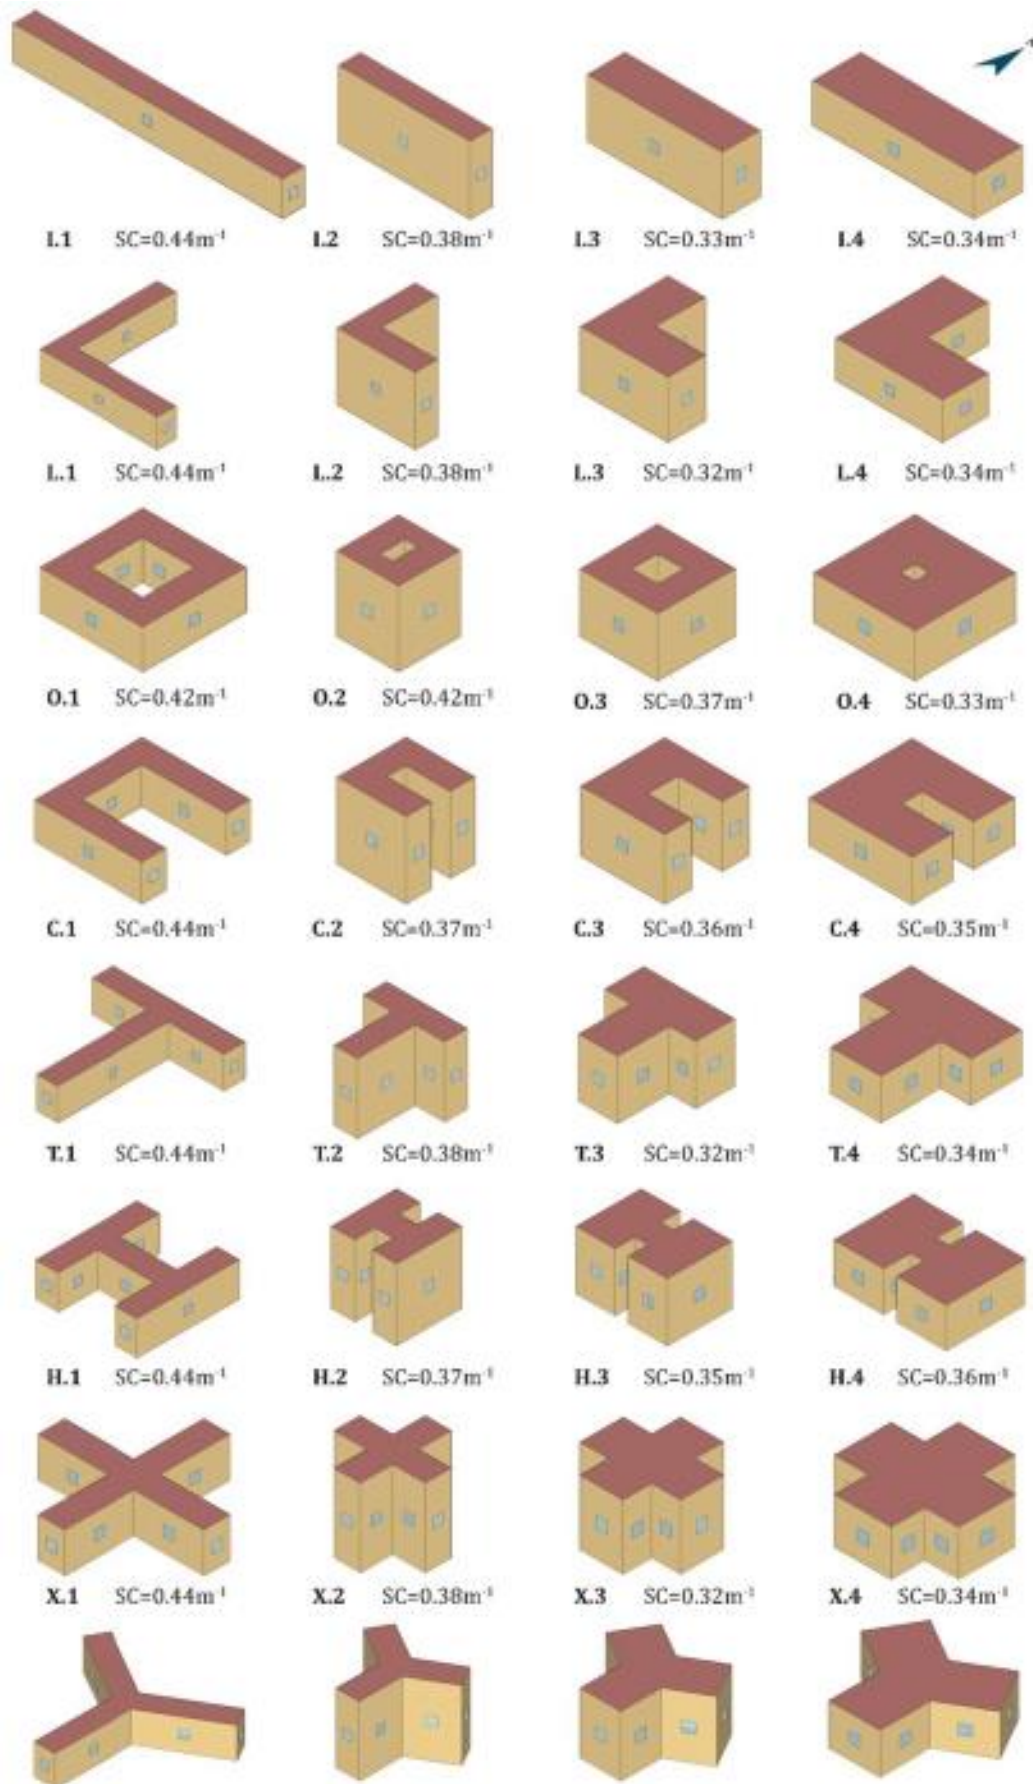 I.1 SC=0.44m⁻¹ I.2 SC=0.38m⁻¹ I.3 SC=0.33m⁻¹ I.4 SC=0.34m⁻¹
L.1 SC=0.44m⁻¹ L.2 SC=0.38m⁻¹ L.3 SC=0.32m⁻¹ L.4 SC=0.34m⁻¹
O.1 SC=0.42m⁻¹ O.2 SC=0.42m⁻¹ O.3 SC=0.37m⁻¹ O.4 SC=0.33m⁻¹
C.1 SC=0.44m⁻¹ C.2 SC=0.37m⁻¹ C.3 SC=0.36m⁻¹ C.4 SC=0.35m⁻¹
T.1 SC=0.44m⁻¹ T.2 SC=0.38m⁻¹ T.3 SC=0.32m⁻¹ T.4 SC=0.34m⁻¹
H.1 SC=0.44m⁻¹ H.2 SC=0.37m⁻¹ H.3 SC=0.35m⁻¹ H.4 SC=0.36m⁻¹
X.1 SC=0.44m⁻¹ X.2 SC=0.38m⁻¹ X.3 SC=0.32m⁻¹ X.4 SC=0.34m⁻¹